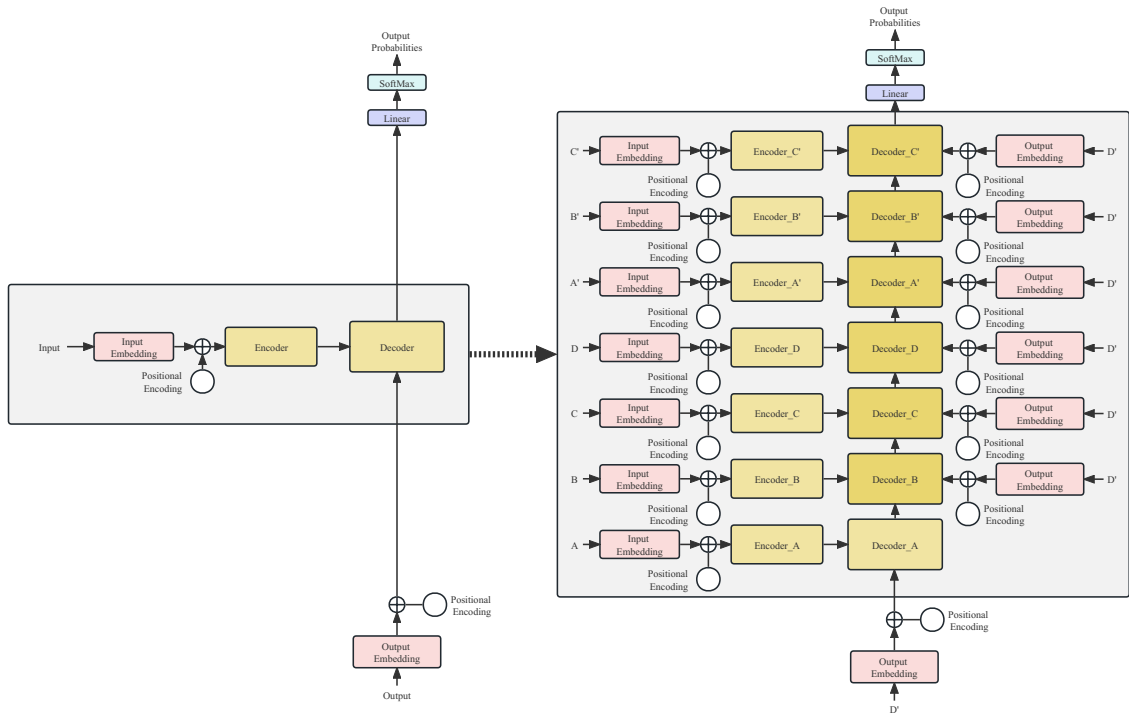 Output
Probabilities
SoftMax
Linear
Input
Input
Embedding
Positional
Encoding
Encoder
Decoder
Positional
Encoding
Output
Embedding
Output
Output
Probabilities
SoftMax
Linear
C'
Input
Embedding
Positional
Encoding
Encoder_C'
Decoder_C'
Positional
Encoding
Output
Embedding
D'
B'
Input
Embedding
Positional
Encoding
Encoder_B'
Decoder_B'
Positional
Encoding
Output
Embedding
D'
A'
Input
Embedding
Positional
Encoding
Encoder_A'
Decoder_A'
Positional
Encoding
Output
Embedding
D'
D
Input
Embedding
Positional
Encoding
Encoder_D
Decoder_D
Positional
Encoding
Output
Embedding
D'
C
Input
Embedding
Positional
Encoding
Encoder_C
Decoder_C
Positional
Encoding
Output
Embedding
D'
B
Input
Embedding
Positional
Encoding
Encoder_B
Decoder_B
Positional
Encoding
Output
Embedding
D'
A
Input
Embedding
Positional
Encoding
Encoder_A
Decoder_A
Positional
Encoding
Output
Embedding
D'